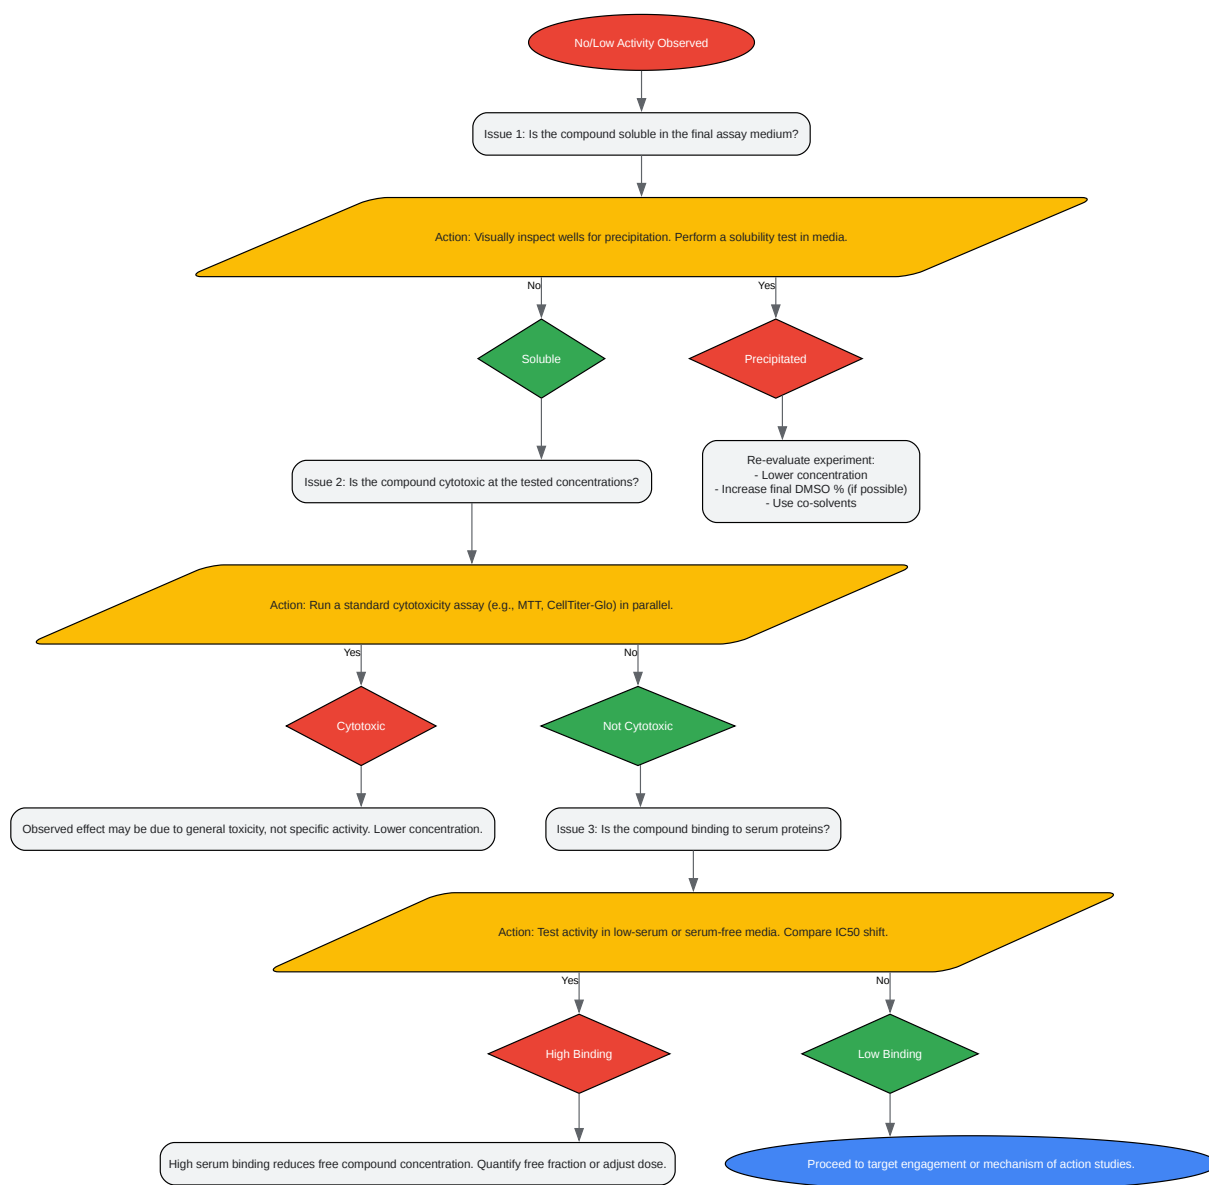 No/Low Activity Observed
Issue 1: Is the compound soluble in the final assay medium?
Action: Visually inspect wells for precipitation. Perform a solubility test in media.
No
Yes
Soluble
Precipitated
Re-evaluate experiment:
- Lower concentration
- Increase final DMSO % (if possible)
- Use co-solvents
Issue 2: Is the compound cytotoxic at the tested concentrations?
Action: Run a standard cytotoxicity assay (e.g., MTT, CellTiter-Glo) in parallel.
Yes
No
Cytotoxic
Not Cytotoxic
Observed effect may be due to general toxicity, not specific activity. Lower concentration.
Issue 3: Is the compound binding to serum proteins?
Action: Test activity in low-serum or serum-free media. Compare IC50 shift.
Yes
No
High Binding
Low Binding
High serum binding reduces free compound concentration. Quantify free fraction or adjust dose.
Proceed to target engagement or mechanism of action studies.